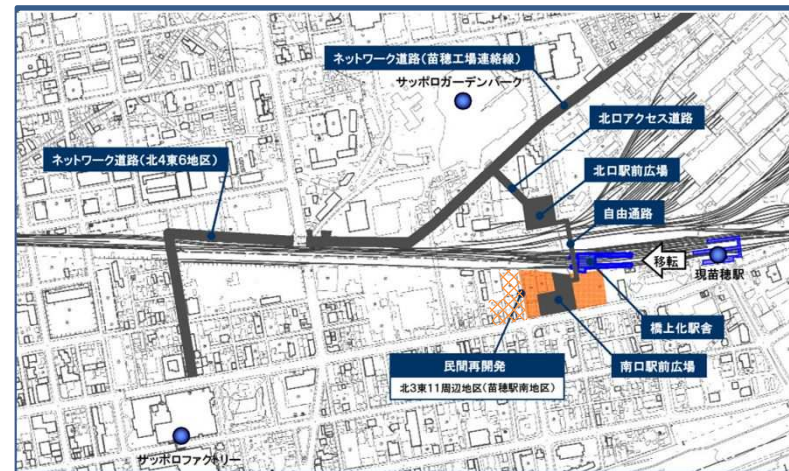 ネットワーク道路(苗穂工場連絡線)
サッポロガーデンパーク
北口アクセス道路
ネットワーク道路(北4東6地区)
北口駅前広場
自由通路
移転
現苗穂駅
橋上化駅舎
民間再開発
南口駅前広場
北3東11周辺地区(苗穂駅南地区)
サッポロファクトリー